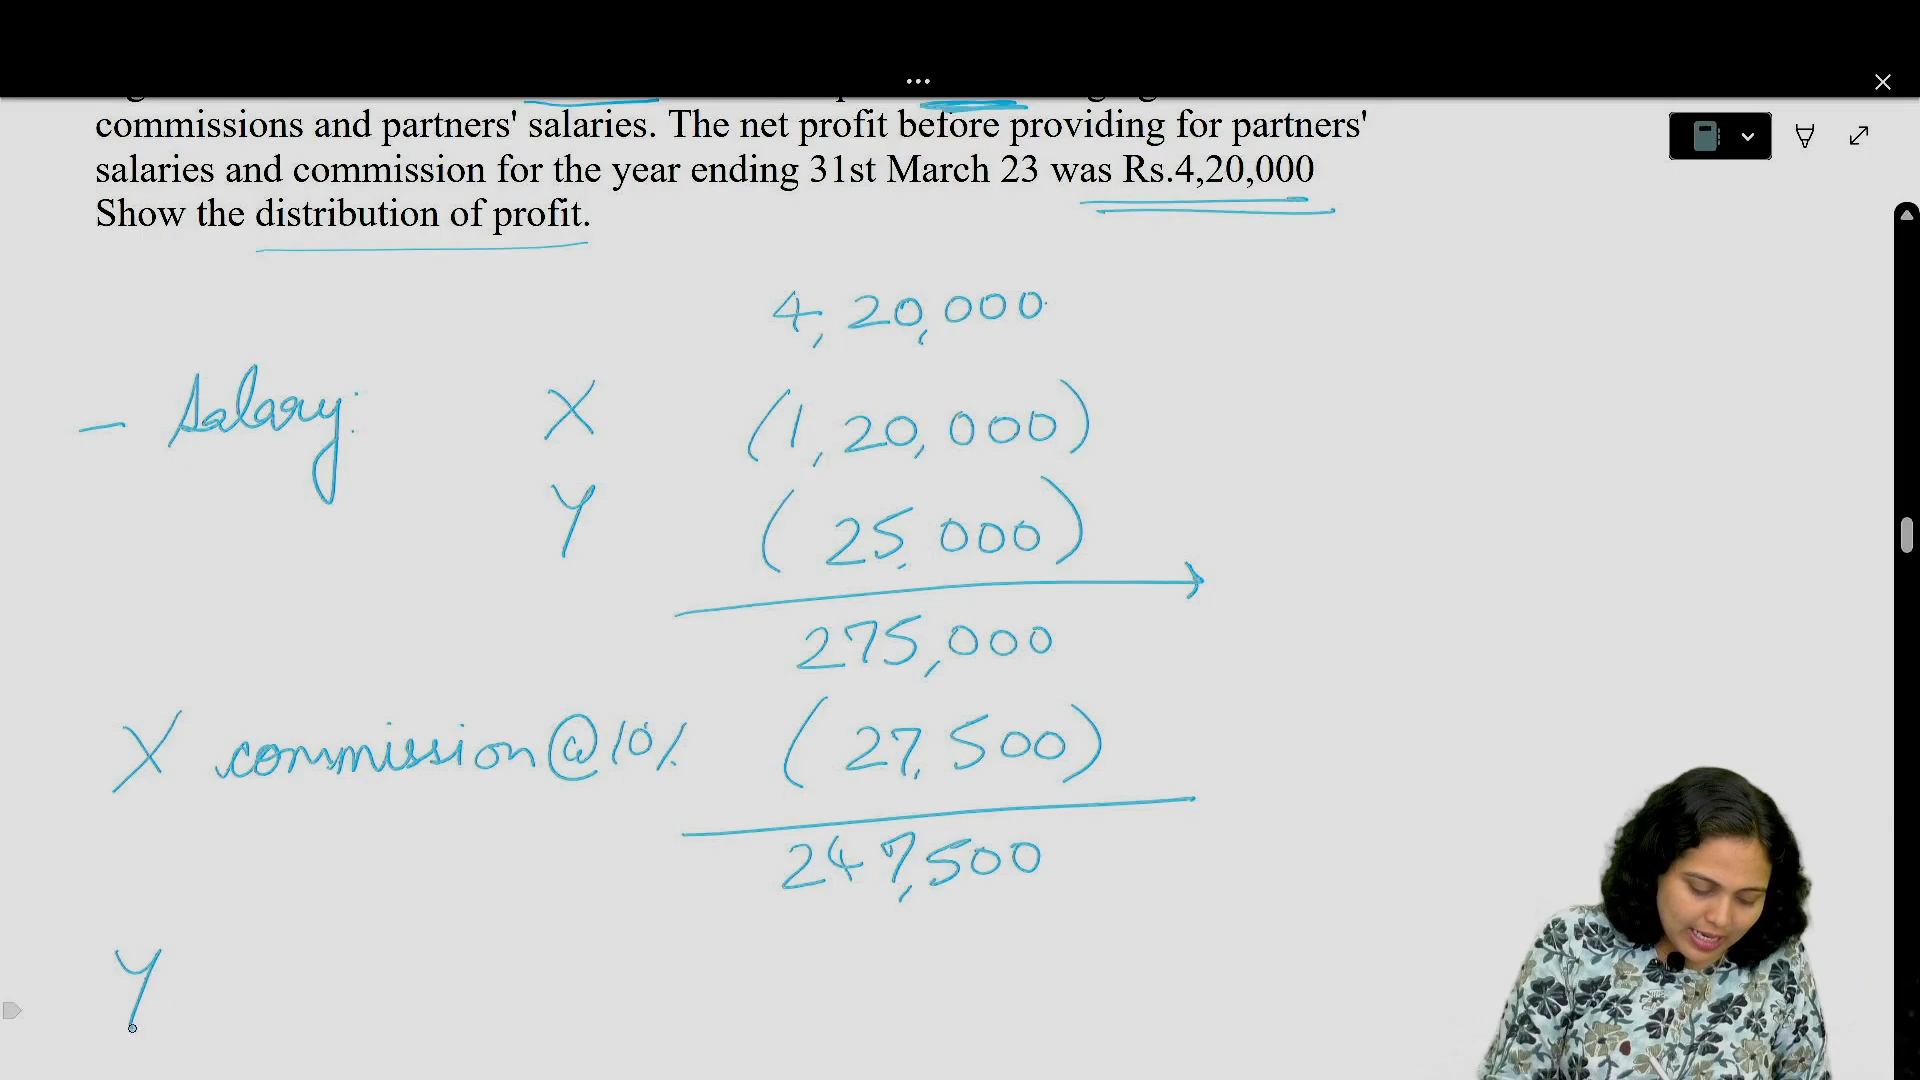 commissions and partners' salaries. The net profit before providing for partners'
salaries and commission for the year ending 31st March 23 was Rs.4,20,000
Show the distribution of profit.
4,20,000
- Salary: X (1,20,000)
Y (25,000)
275,000
X commission@10% (27,500)
247,500
Y